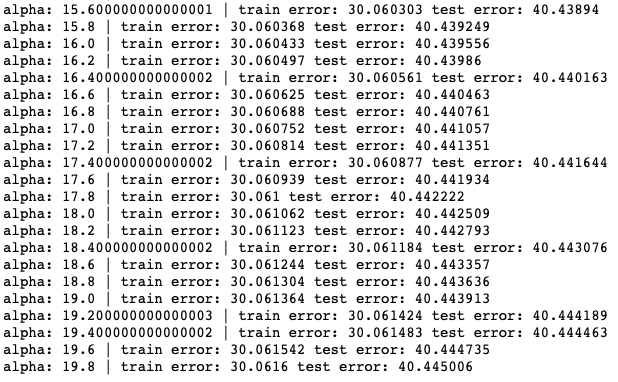 alpha: 15.600000000000001 | train error: 30.060303 test error: 40.43894
alpha: 15.8 | train error: 30.060368 test error: 40.439249
alpha: 16.0 | train error: 30.060433 test error: 40.439556
alpha: 16.2 | train error: 30.060497 test error: 40.43986
alpha: 16.400000000000002 | train error: 30.060561 test error: 40.440163
alpha: 16.6 | train error: 30.060625 test error: 40.440463
alpha: 16.8 | train error: 30.060688 test error: 40.440761
alpha: 17.0 | train error: 30.060752 test error: 40.441057
alpha: 17.2 | train error: 30.060814 test error: 40.441351
alpha: 17.400000000000002 | train error: 30.060877 test error: 40.441644
alpha: 17.6 | train error: 30.060939 test error: 40.441934
alpha: 17.8 | train error: 30.061 test error: 40.442222
alpha: 18.0 | train error: 30.061062 test error: 40.442509
alpha: 18.2 | train error: 30.061123 test error: 40.442793
alpha: 18.400000000000002 | train error: 30.061184 test error: 40.443076
alpha: 18.6 | train error: 30.061244 test error: 40.443357
alpha: 18.8 | train error: 30.061304 test error: 40.443636
alpha: 19.0 | train error: 30.061364 test error: 40.443913
alpha: 19.200000000000003 | train error: 30.061424 test error: 40.444189
alpha: 19.400000000000002 | train error: 30.061483 test error: 40.444463
alpha: 19.6 | train error: 30.061542 test error: 40.444735
alpha: 19.8 | train error: 30.0616 test error: 40.445006